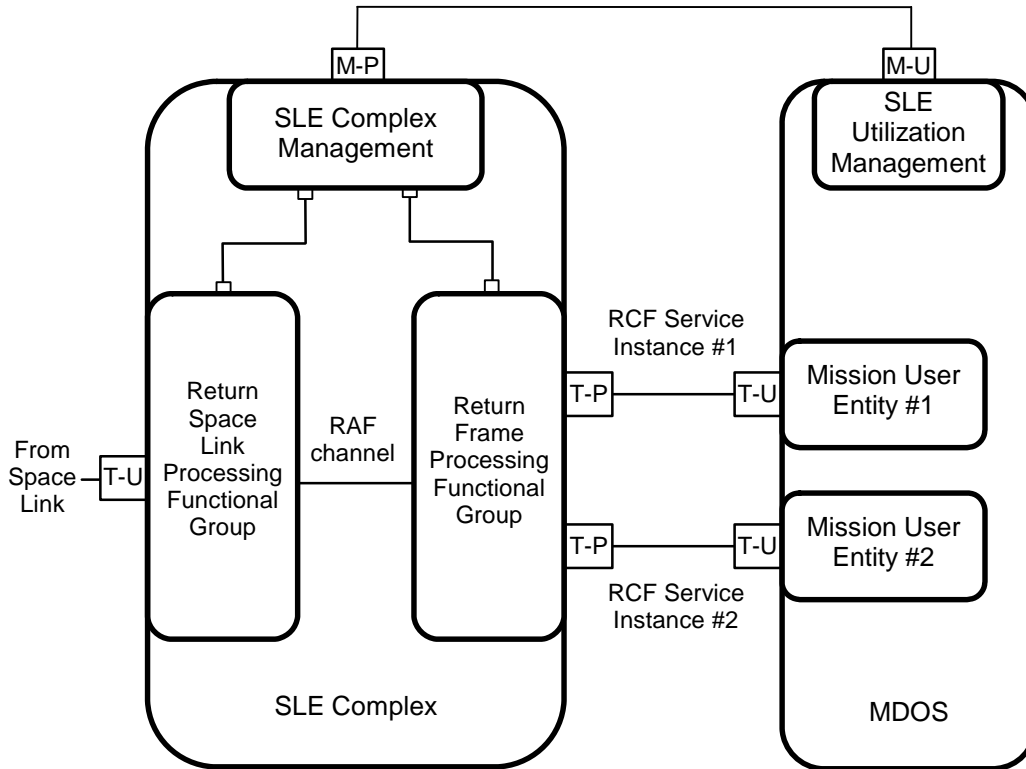 M-P
M-U
SLE Complex
Management
SLE
Utilization
Management
RCF Service
Instance #1
Return
Space
Link
Processing
Functional
Group
RAF
channel
Return
Frame
Processing
Functional
Group
T-P
T-U
Mission User
Entity #1
From
Space
Link
T-U
T-P
T-U
Mission User
Entity #2
RCF Service
Instance #2
SLE Complex
MDOS